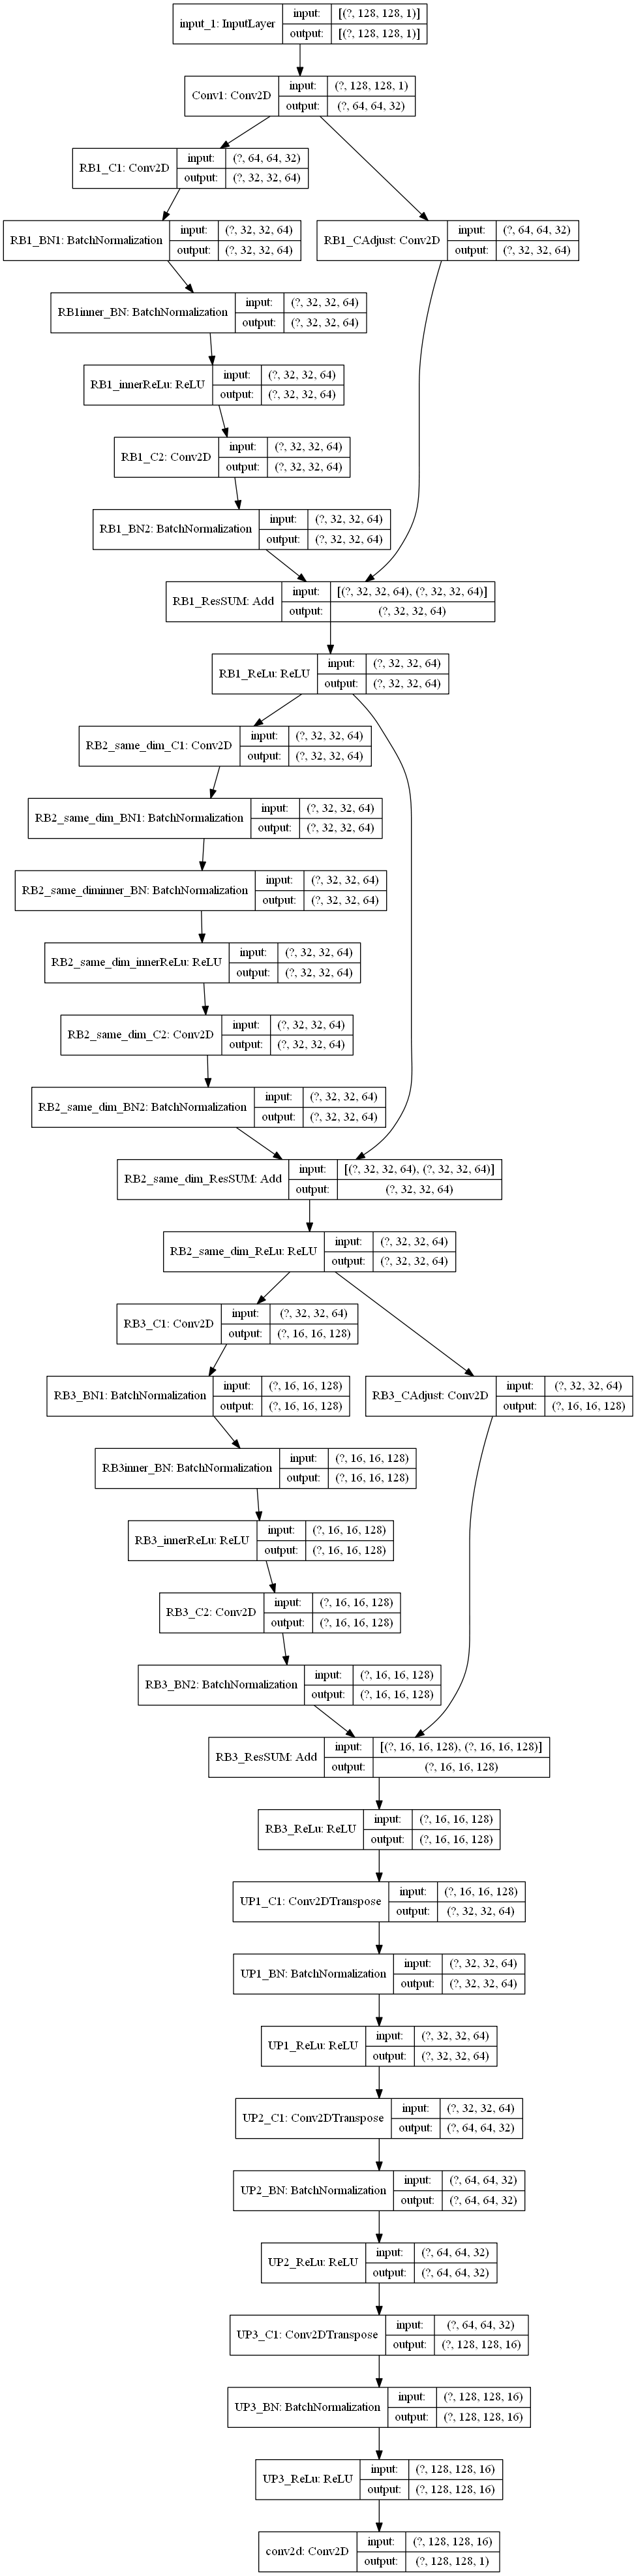 input_1: InputLayer
input: [(?, 128, 128, 1)]
output: [(?, 128, 128, 1)]
Conv1: Conv2D
input: (?, 128, 128, 1)
output: (?, 64, 64, 32)
RB1_C1: Conv2D
input: (?, 64, 64, 32)
output: (?, 32, 32, 64)
RB1_BN1: BatchNormalization
input: (?, 32, 32, 64)
output: (?, 32, 32, 64)
RB1_CAdjust: Conv2D
input: (?, 64, 64, 32)
output: (?, 32, 32, 64)
RB1inner_BN: BatchNormalization
input: (?, 32, 32, 64)
output: (?, 32, 32, 64)
RB1_innerReLu: ReLU
input: (?, 32, 32, 64)
output: (?, 32, 32, 64)
RB1_C2: Conv2D
input: (?, 32, 32, 64)
output: (?, 32, 32, 64)
RB1_BN2: BatchNormalization
input: (?, 32, 32, 64)
output: (?, 32, 32, 64)
RB1_ResSUM: Add
input: [(?, 32, 32, 64), (?, 32, 32, 64)]
output: (?, 32, 32, 64)
RB1_ReLu: ReLU
input: (?, 32, 32, 64)
output: (?, 32, 32, 64)
RB2_same_dim_C1: Conv2D
input: (?, 32, 32, 64)
output: (?, 32, 32, 64)
RB2_same_dim_BN1: BatchNormalization
input: (?, 32, 32, 64)
output: (?, 32, 32, 64)
RB2_same_diminner_BN: BatchNormalization
input: (?, 32, 32, 64)
output: (?, 32, 32, 64)
RB2_same_dim_innerReLu: ReLU
input: (?, 32, 32, 64)
output: (?, 32, 32, 64)
RB2_same_dim_C2: Conv2D
input: (?, 32, 32, 64)
output: (?, 32, 32, 64)
RB2_same_dim_BN2: BatchNormalization
input: (?, 32, 32, 64)
output: (?, 32, 32, 64)
RB2_same_dim_ResSUM: Add
input: [(?, 32, 32, 64), (?, 32, 32, 64)]
output: (?, 32, 32, 64)
RB2_same_dim_ReLu: ReLU
input: (?, 32, 32, 64)
output: (?, 32, 32, 64)
RB3_C1: Conv2D
input: (?, 32, 32, 64)
output: (?, 16, 16, 128)
RB3_BN1: BatchNormalization
input: (?, 16, 16, 128)
output: (?, 16, 16, 128)
RB3_CAdjust: Conv2D
input: (?, 32, 32, 64)
output: (?, 16, 16, 128)
RB3inner_BN: BatchNormalization
input: (?, 16, 16, 128)
output: (?, 16, 16, 128)
RB3_innerReLu: ReLU
input: (?, 16, 16, 128)
output: (?, 16, 16, 128)
RB3_C2: Conv2D
input: (?, 16, 16, 128)
output: (?, 16, 16, 128)
RB3_BN2: BatchNormalization
input: (?, 16, 16, 128)
output: (?, 16, 16, 128)
RB3_ResSUM: Add
input: [(?, 16, 16, 128), (?, 16, 16, 128)]
output: (?, 16, 16, 128)
RB3_ReLu: ReLU
input: (?, 16, 16, 128)
output: (?, 16, 16, 128)
UP1_C1: Conv2DTranspose
input: (?, 16, 16, 128)
output: (?, 32, 32, 64)
UP1_BN: BatchNormalization
input: (?, 32, 32, 64)
output: (?, 32, 32, 64)
UP1_ReLu: ReLU
input: (?, 32, 32, 64)
output: (?, 32, 32, 64)
UP2_C1: Conv2DTranspose
input: (?, 32, 32, 64)
output: (?, 64, 64, 32)
UP2_BN: BatchNormalization
input: (?, 64, 64, 32)
output: (?, 64, 64, 32)
UP2_ReLu: ReLU
input: (?, 64, 64, 32)
output: (?, 64, 64, 32)
UP3_C1: Conv2DTranspose
input: (?, 64, 64, 32)
output: (?, 128, 128, 16)
UP3_BN: BatchNormalization
input: (?, 128, 128, 16)
output: (?, 128, 128, 16)
UP3_ReLu: ReLU
input: (?, 128, 128, 16)
output: (?, 128, 128, 16)
conv2d: Conv2D
input: (?, 128, 128, 16)
output: (?, 128, 128, 1)